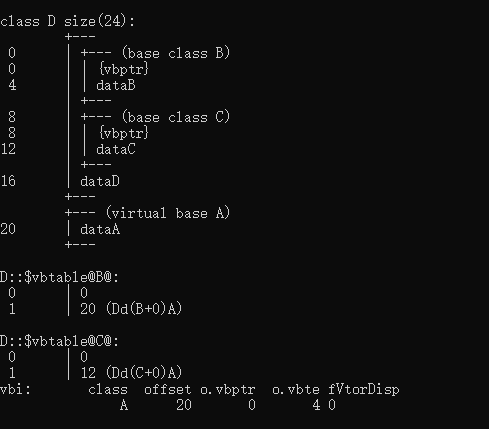 class D size(24):
        +---
 0      | +--- (base class B)
 0      | | {vbptr}
 4      | | dataB
        | +---
 8      | +--- (base class C)
 8      | | {vbptr}
12      | | dataC
        | +---
16      | dataD
        +---
        +--- (virtual base A)
20      | dataA
        +---
D::$vbtable@B@:
 0      | 0
 1      | 20 (Dd(B+0)A)
D::$vbtable@C@:
 0      | 0
 1      | 12 (Dd(C+0)A)
vbi:       class  offset o.vbptr  o.vbte fVtorDisp
               A      20       0       4 0